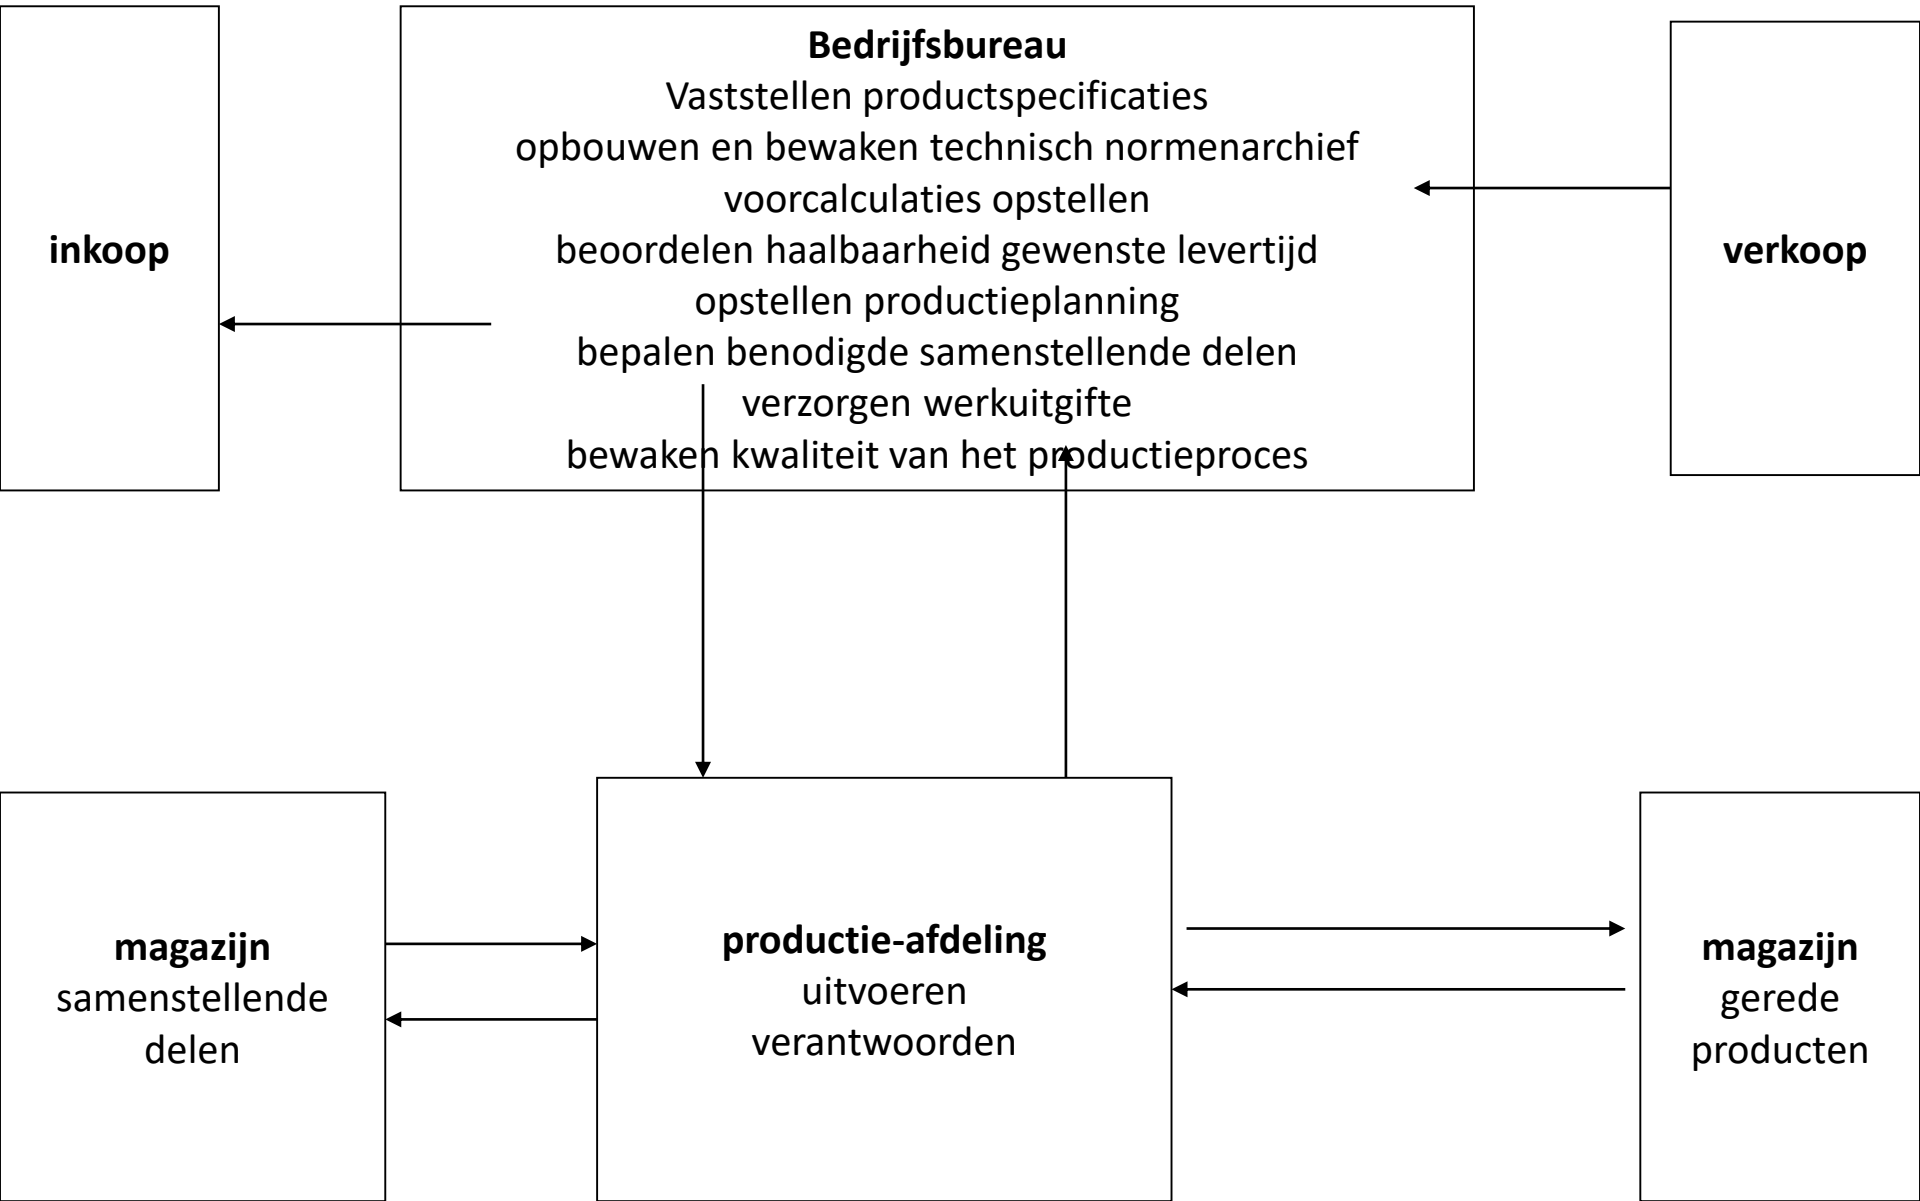 inkoop
Bedrijfsbureau
Vaststellen productspecificaties
opbouwen en bewaken technisch normenarchief
voorcalculaties opstellen
beoordelen haalbaarheid gewenste levertijd
opstellen productieplanning
bepalen benodigde samenstellende delen
verzorgen werkuitgifte
bewaken kwaliteit van het productieproces
verkoop
magazijn
samenstellende
delen
productie-afdeling
uitvoeren
verantwoorden
magazijn
gerede
producten